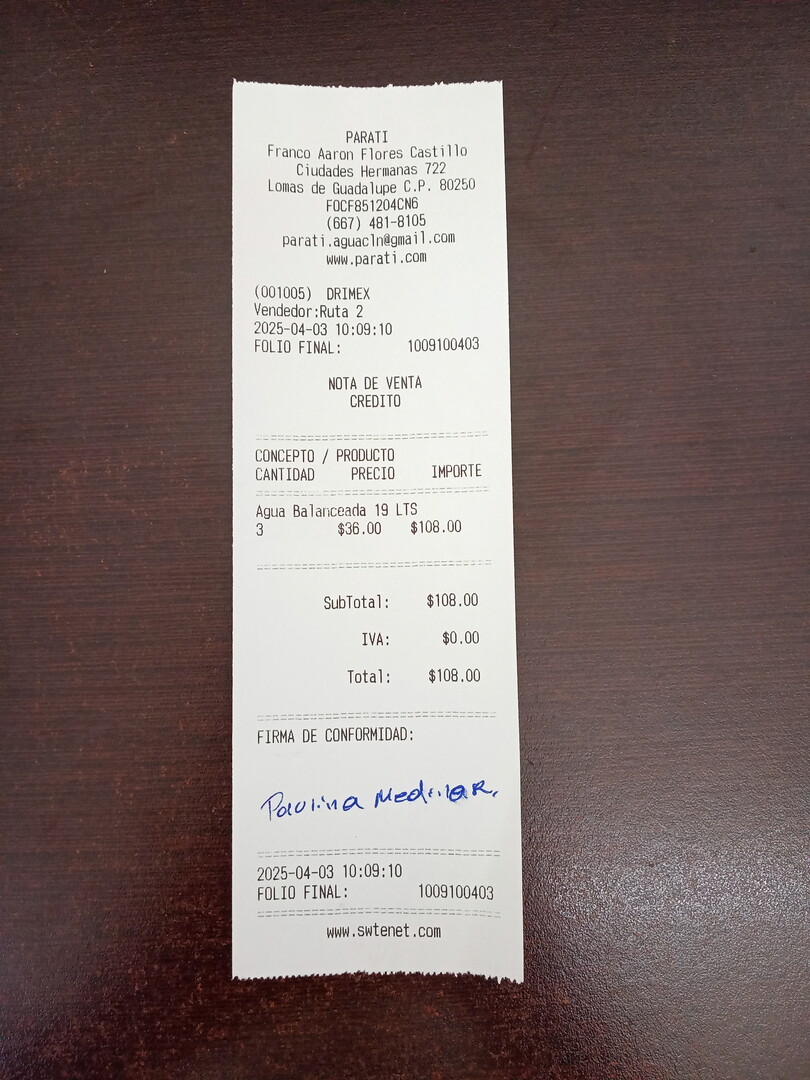 PARATI
Franco Aaron Flores Castillo
Ciudades Hermanas 722
Lomas de Guadalupe C.P. 80250
FOCF851204CN6
(667) 481-8105
parati.aguacln@gmail.com
www.parati.com
(001005) DRIMEX
Vendedor:Ruta 2
2025-04-03 10:09:10
FOLIO FINAL: 1009100403
NOTA DE VENTA
CREDITO
CONCEPTO / PRODUCTO
CANTIDAD PRECIO IMPORTE
Agua Balanceada 19 LTS
3 $36.00 $108.00
SubTotal: $108.00
IVA: $0.00
Total: $108.00
FIRMA DE CONFORMIDAD:
Paulina Medina R.
2025-04-03 10:09:10
FOLIO FINAL: 1009100403
www.swtenet.com